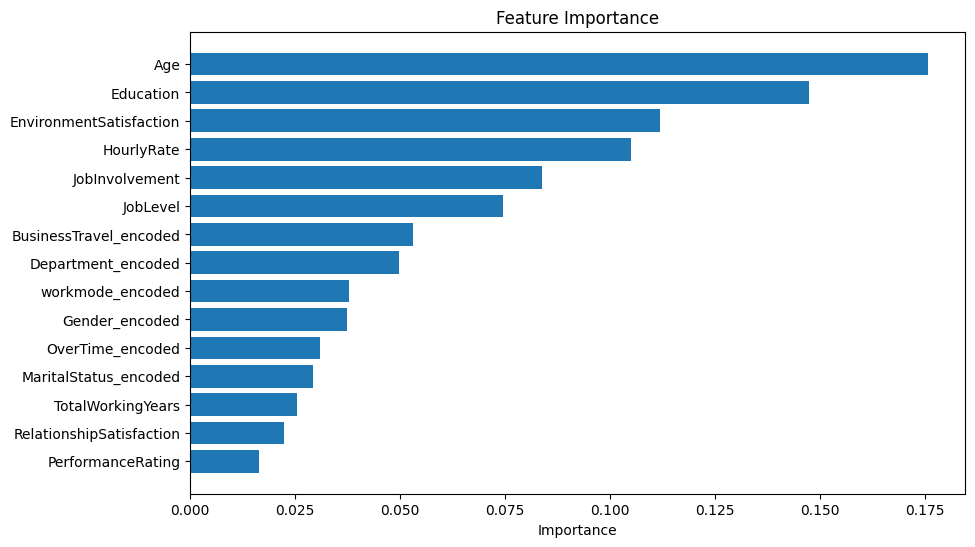 Feature Importance
Age
Education
EnvironmentSatisfaction
HourlyRate
JobInvolvement
JobLevel
BusinessTravel_encoded
Department_encoded
workmode_encoded
Gender_encoded
OverTime_encoded
MaritalStatus_encoded
TotalWorkingYears
RelationshipSatisfaction
PerformanceRating
0.000 0.025 0.050 0.075 0.100 0.125 0.150 0.175
Importance